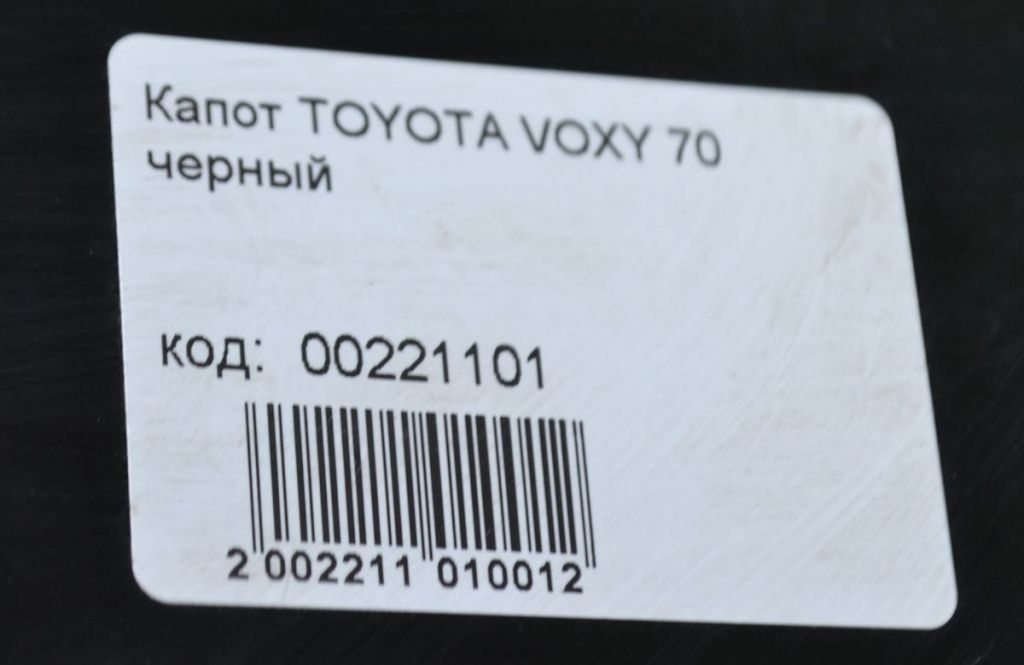 Капот TOYOTA VOXY 70
черный
код: 00221101
2 002211 010012